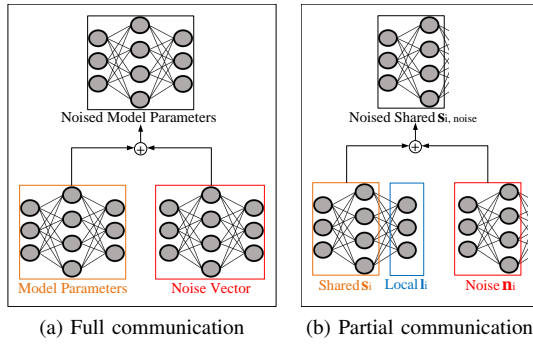 Noised Model Parameters
Model Parameters
Noise Vector
(a) Full communication
Noised Shared si, noise
Shared si
Local li
Noise ni
(b) Partial communication